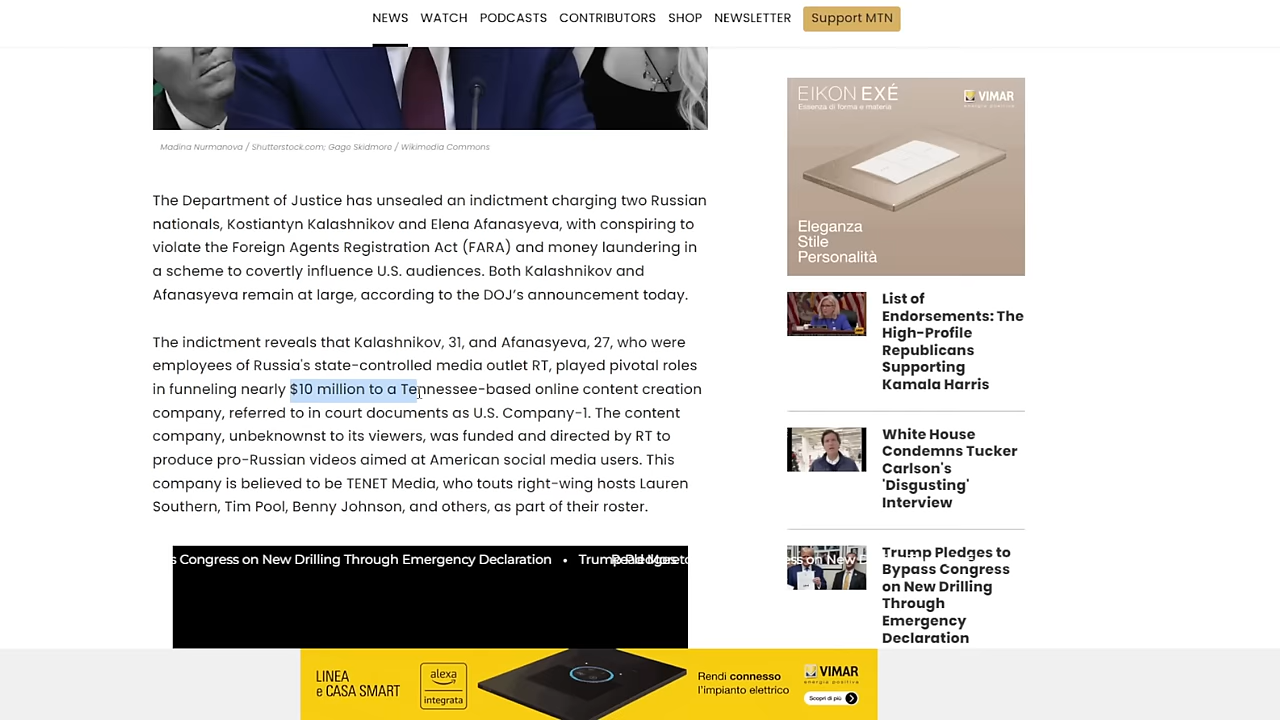 NEWS WATCH PODCASTS CONTRIBUTORS SHOP NEWSLETTER Support MTN
Madina Nurmanova / Shutterstock.com; Gage Skidmore / Wikimedia Commons
The Department of Justice has unsealed an indictment charging two Russian
nationals, Kostiantyn Kalashnikov and Elena Afanasyeva, with conspiring to
violate the Foreign Agents Registration Act (FARA) and money laundering in
a scheme to covertly influence U.S. audiences. Both Kalashnikov and
Afanasyeva remain at large, according to the DOJ's announcement today.
The indictment reveals that Kalashnikov, 31, and Afanasyeva, 27, who were
employees of Russia's state-controlled media outlet RT, played pivotal roles
in funneling nearly $10 million to a Tennessee-based online content creation
company, referred to in court documents as U.S. Company-1. The content
company, unbeknownst to its viewers, was funded and directed by RT to
produce pro-Russian videos aimed at American social media users. This
company is believed to be TENET Media, who touts right-wing hosts Lauren
Southern, Tim Pool, Benny Johnson, and others, as part of their roster.
s Congress on New Drilling Through Emergency Declaration •
EIKON EXÉ
Essenza di forma e materia
VIMAR
energia positiva
Eleganza
Stile
Personalità
List of
Endorsements: The
High-Profile
Republicans
Supporting
Kamala Harris
White House
Condemns Tucker
Carlson's
'Disgusting'
Interview
Trump Pledges to
Bypass Congress
on New Drilling
Through
Emergency
Declaration
LINEA
e CASA SMART
alexa
integrata
Rendi connesso
l'impianto elettrico
VIMAR
energia positiva
Scopri di più